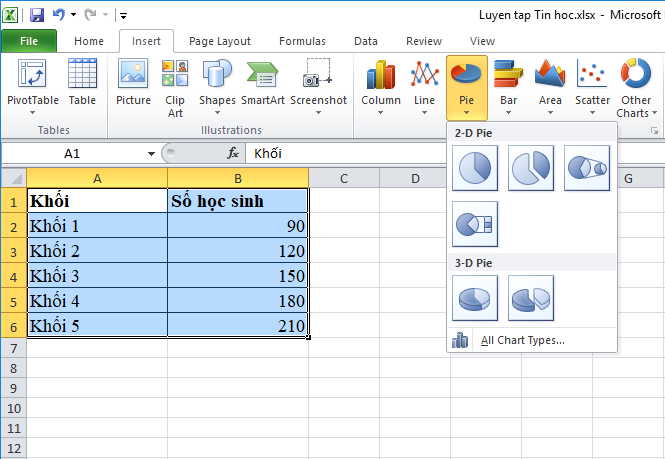 Luyen tap Tin hoc.xlsx - Microsoft
File Home Insert Page Layout Formulas Data Review View
PivotTable Table Picture Clip Art Shapes SmartArt Screenshot Column Line Pie Bar Area Scatter Other Charts
Tables Illustrations
A1 fx Khối
2-D Pie
3-D Pie
All Chart Types...
A B C D G
1 Khối Số học sinh
2 Khối 1 90
3 Khối 2 120
4 Khối 3 150
5 Khối 4 180
6 Khối 5 210
7
8
9
10
11
12